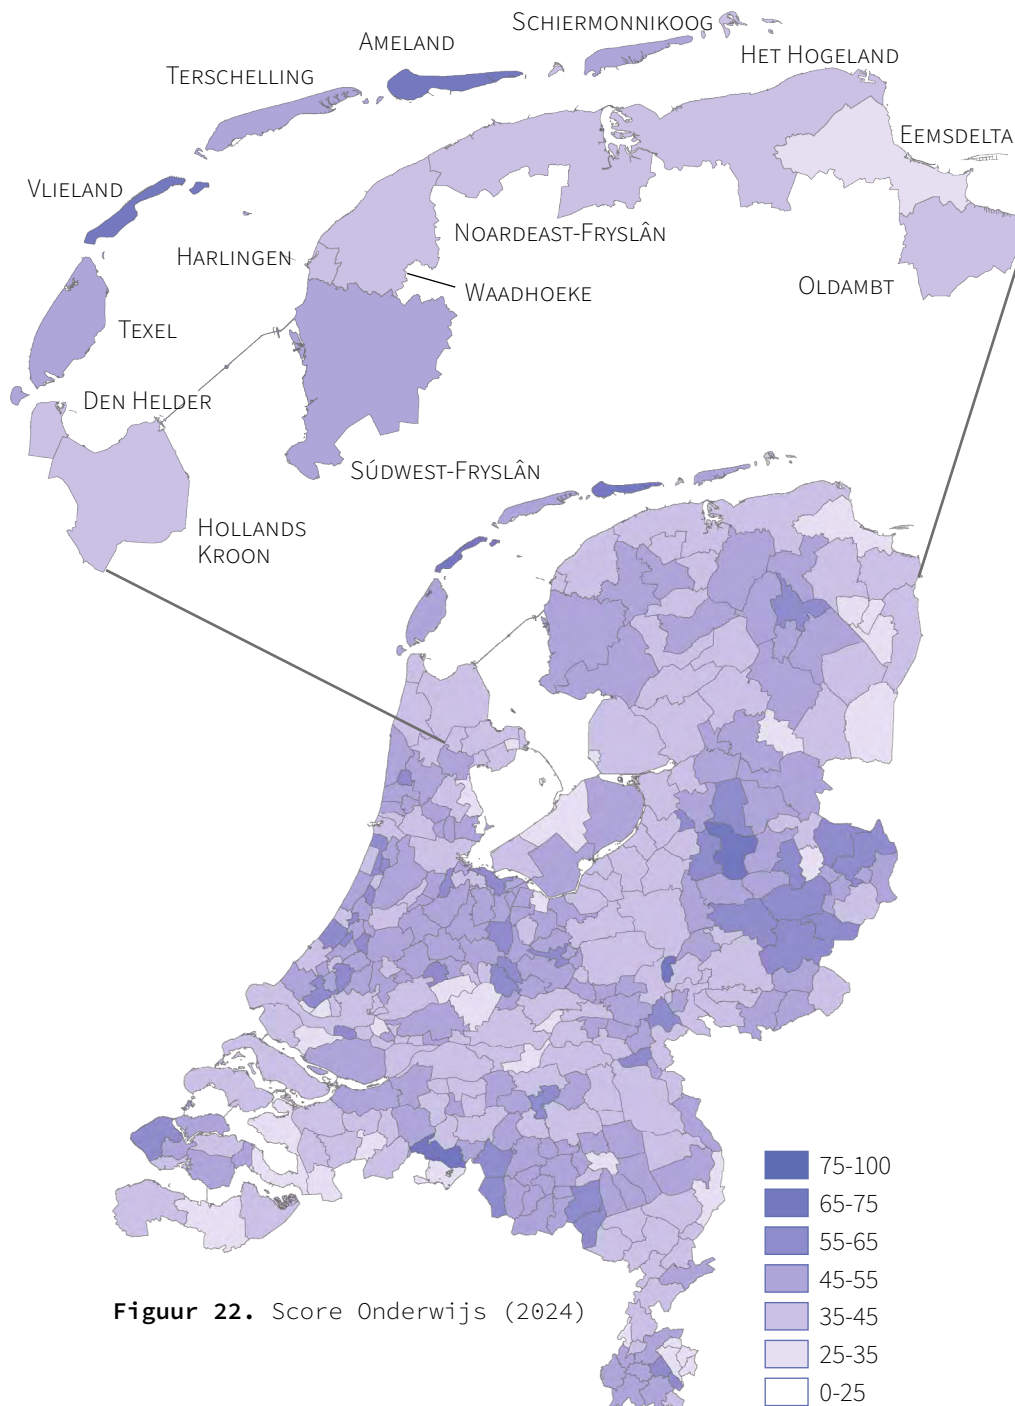 Schiermonnikoog
Ameland
Het Hogeland
Terschelling
Eemsdelta
Vlieland
Noardeast-Fryslân
Harlingen
Waadhoeke
Oldambt
Texel
Den Helder
Súdwest-Fryslân
Hollands
Kroon
75-100
65-75
55-65
45-55
35-45
25-35
0-25
Figuur 22. Score Onderwijs (2024)